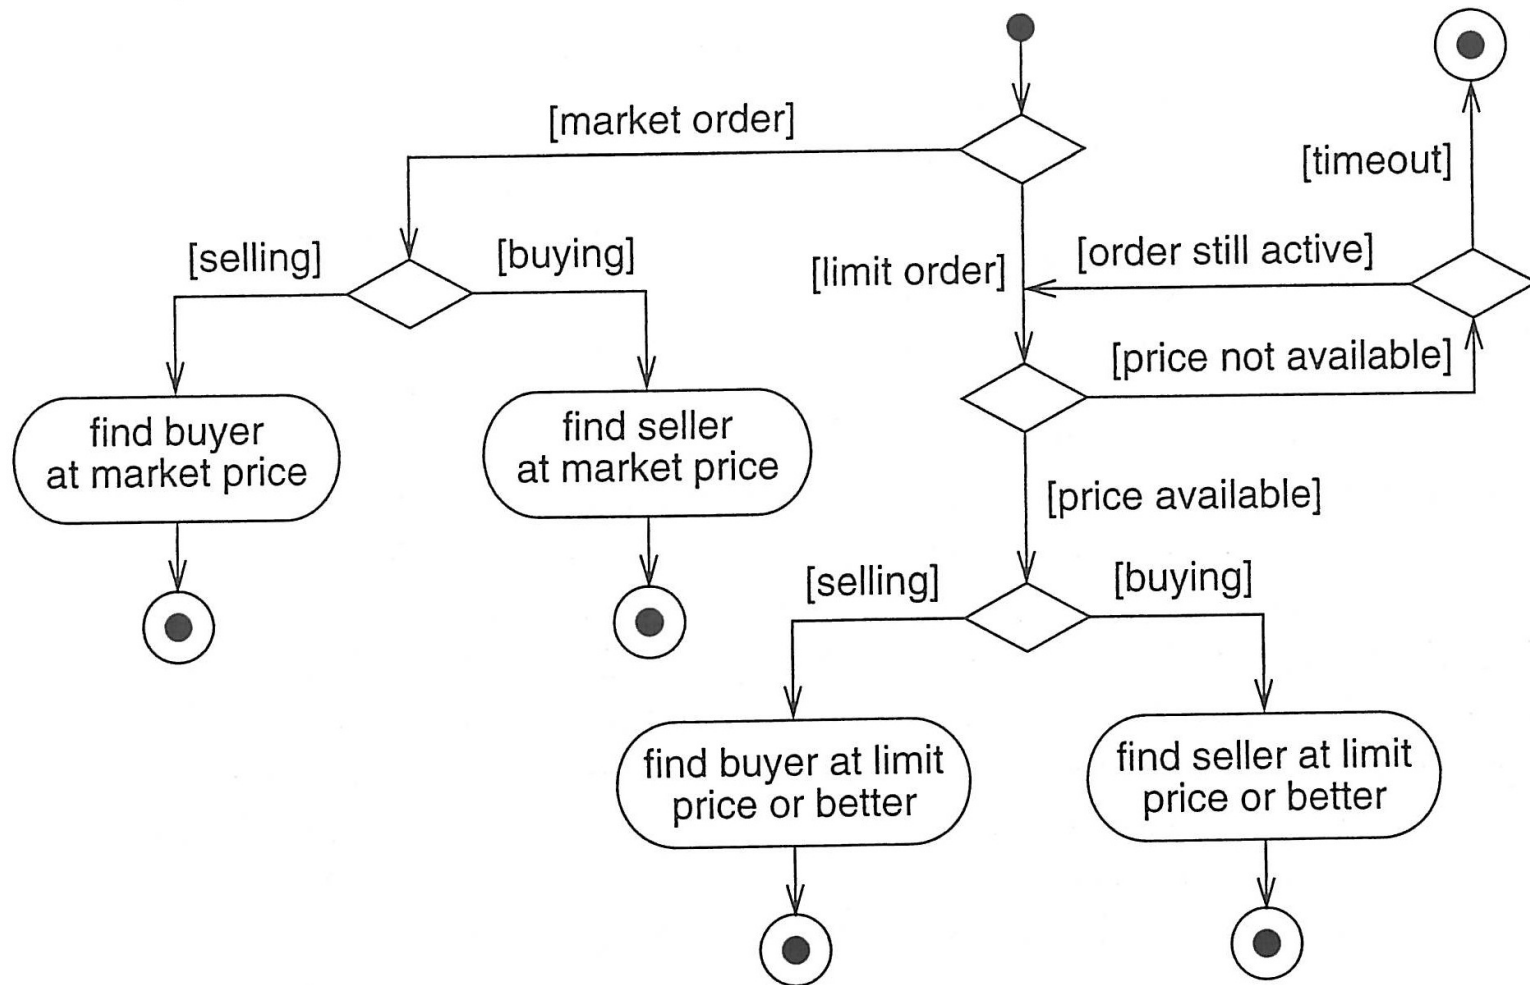 [market order]
[timeout]
[selling]
[buying]
[limit order]
[order still active]
[price not available]
find buyer
at market price
find seller
at market price
[price available]
[selling]
[buying]
find buyer at limit
price or better
find seller at limit
price or better